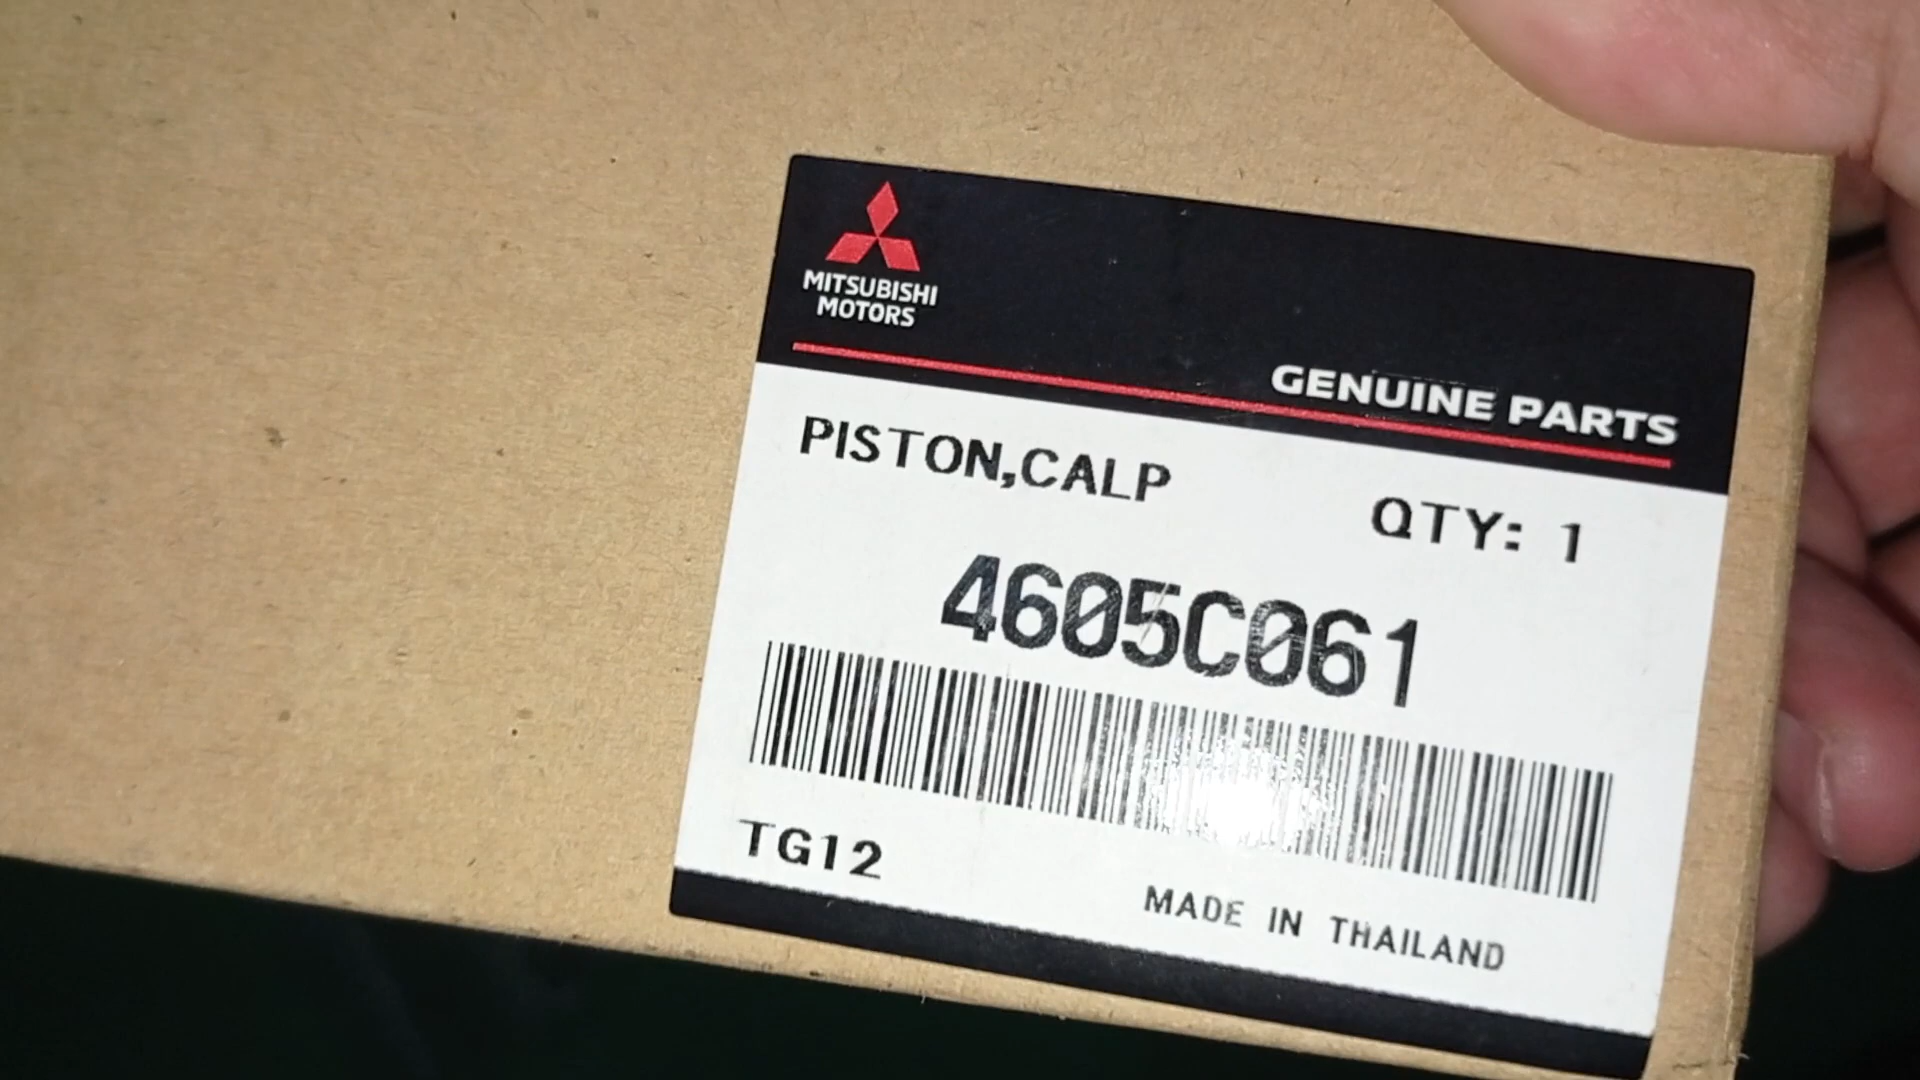 MITSUBISHI
MOTORS
GENUINE PARTS
PISTON,CALP
QTY: 1
4605C061
TG12
MADE IN THAILAND